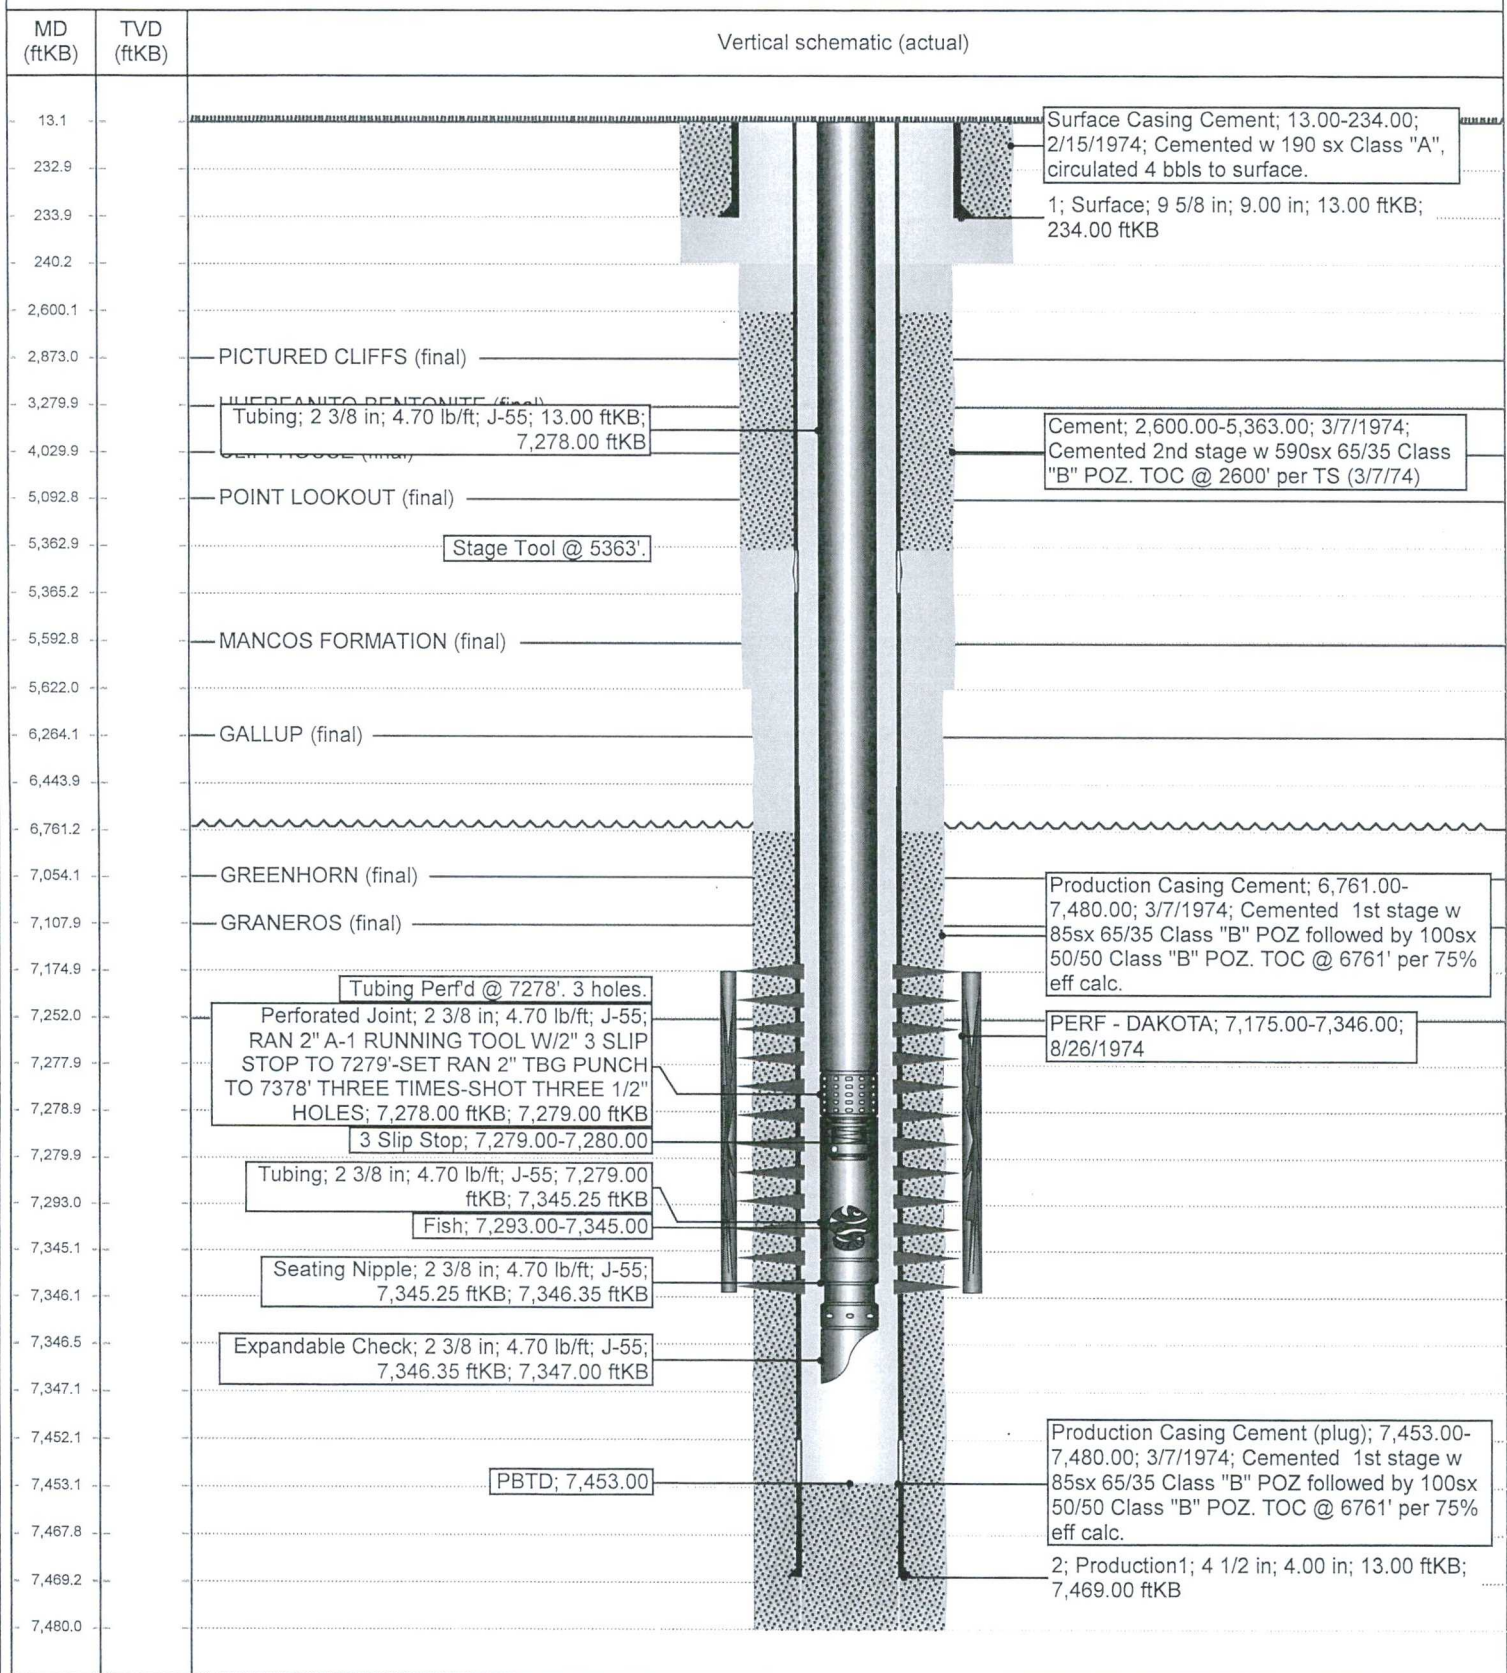 MD
(ftKB)
TVD
(ftKB)
Vertical schematic (actual)
13.1
Surface Casing Cement; 13.00-234.00;
2/15/1974; Cemented w 190 sx Class "A",
circulated 4 bbls to surface.
232.9
233.9
1; Surface; 9 5/8 in; 9.00 in; 13.00 ftKB;
234.00 ftKB
240.2
2,600.1
2,873.0
PICTURED CLIFFS (final)
3,279.9
Tubing; 2 3/8 in; 4.70 lb/ft; J-55; 13.00 ftKB;
7,278.00 ftKB
Cement; 2,600.00-5,363.00; 3/7/1974;
Cemented 2nd stage w 590sx 65/35 Class
"B" POZ. TOC @ 2600' per TS (3/7/74)
4,029.9
5,092.8
POINT LOOKOUT (final)
5,362.9
Stage Tool @ 5363'.
5,365.2
5,592.8
MANCOS FORMATION (final)
5,622.0
6,264.1
GALLUP (final)
6,443.9
6,761.2
7,054.1
GREENHORN (final)
Production Casing Cement; 6,761.00-
7,480.00; 3/7/1974; Cemented 1st stage w
85sx 65/35 Class "B" POZ followed by 100sx
50/50 Class "B" POZ. TOC @ 6761' per 75%
eff calc.
7,107.9
GRANEROS (final)
7,174.9
Tubing Perf'd @ 7278'. 3 holes.
7,252.0
Perforated Joint; 2 3/8 in; 4.70 lb/ft; J-55;
RAN 2" A-1 RUNNING TOOL W/2" 3 SLIP
STOP TO 7279'-SET RAN 2" TBG PUNCH
TO 7378' THREE TIMES-SHOT THREE 1/2"
HOLES; 7,278.00 ftKB; 7,279.00 ftKB
PERF - DAKOTA; 7,175.00-7,346.00;
8/26/1974
7,277.9
7,278.9
3 Slip Stop; 7,279.00-7,280.00
7,279.9
Tubing; 2 3/8 in; 4.70 lb/ft; J-55; 7,279.00
ftKB; 7,345.25 ftKB
7,293.0
Fish; 7,293.00-7,345.00
7,345.1
Seating Nipple; 2 3/8 in; 4.70 lb/ft; J-55;
7,345.25 ftKB; 7,346.35 ftKB
7,346.1
7,346.5
Expandable Check; 2 3/8 in; 4.70 lb/ft; J-55;
7,346.35 ftKB; 7,347.00 ftKB
7,347.1
7,452.1
Production Casing Cement (plug); 7,453.00-
7,480.00; 3/7/1974; Cemented 1st stage w
85sx 65/35 Class "B" POZ followed by 100sx
50/50 Class "B" POZ. TOC @ 6761' per 75%
eff calc.
7,453.1
PBTD; 7,453.00
7,467.8
7,469.2
2; Production1; 4 1/2 in; 4.00 in; 13.00 ftKB;
7,469.00 ftKB
7,480.0